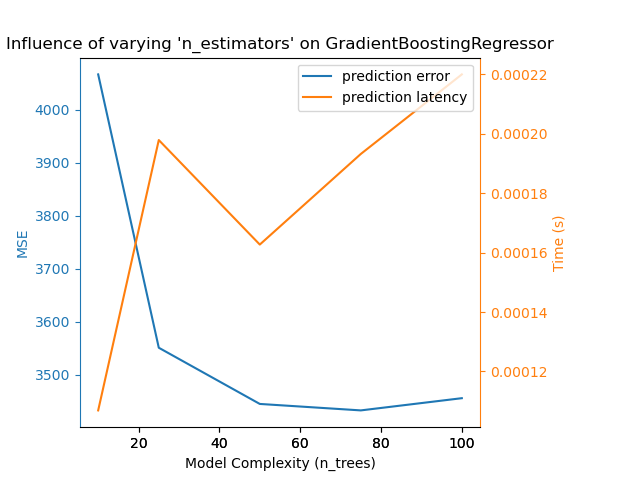 Influence of varying 'n_estimators' on GradientBoostingRegressor
prediction error
prediction latency
4000
3900
3800
3700
3600
3500
MSE
0.00022
0.00020
0.00018
0.00016
0.00014
0.00012
Time (s)
20 40 60 80 100
Model Complexity (n_trees)